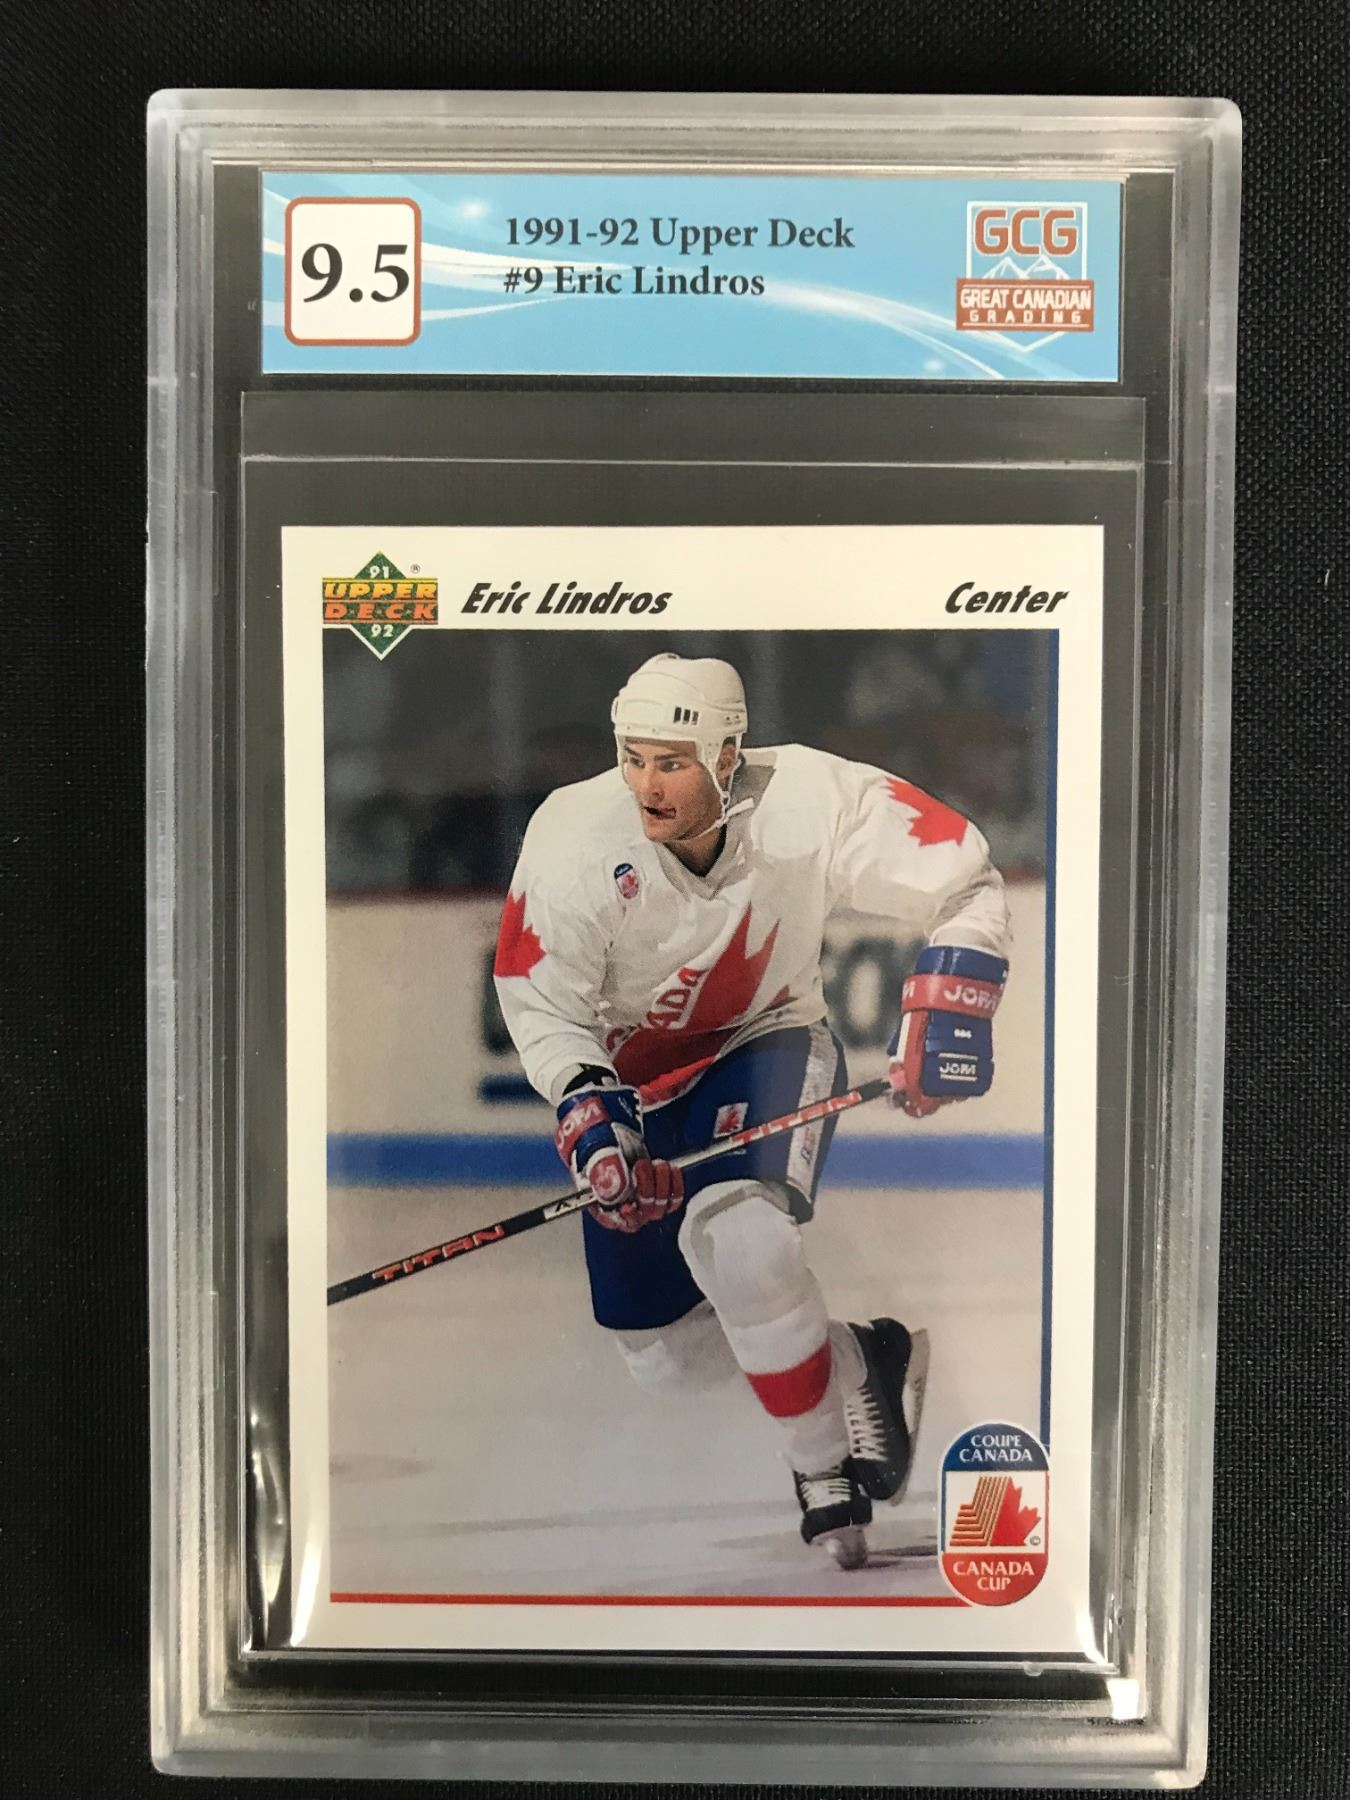 9.5
1991-92 Upper Deck
#9 Eric Lindros
GCG
GREAT CANADIAN
GRADING
91
UPPER
D·E·C·K
92
®
Eric Lindros
Center
CANADA
JOFA
JOFA
JOFA
TITAN
TITAN
COUPE
CANADA
©
CANADA
CUP